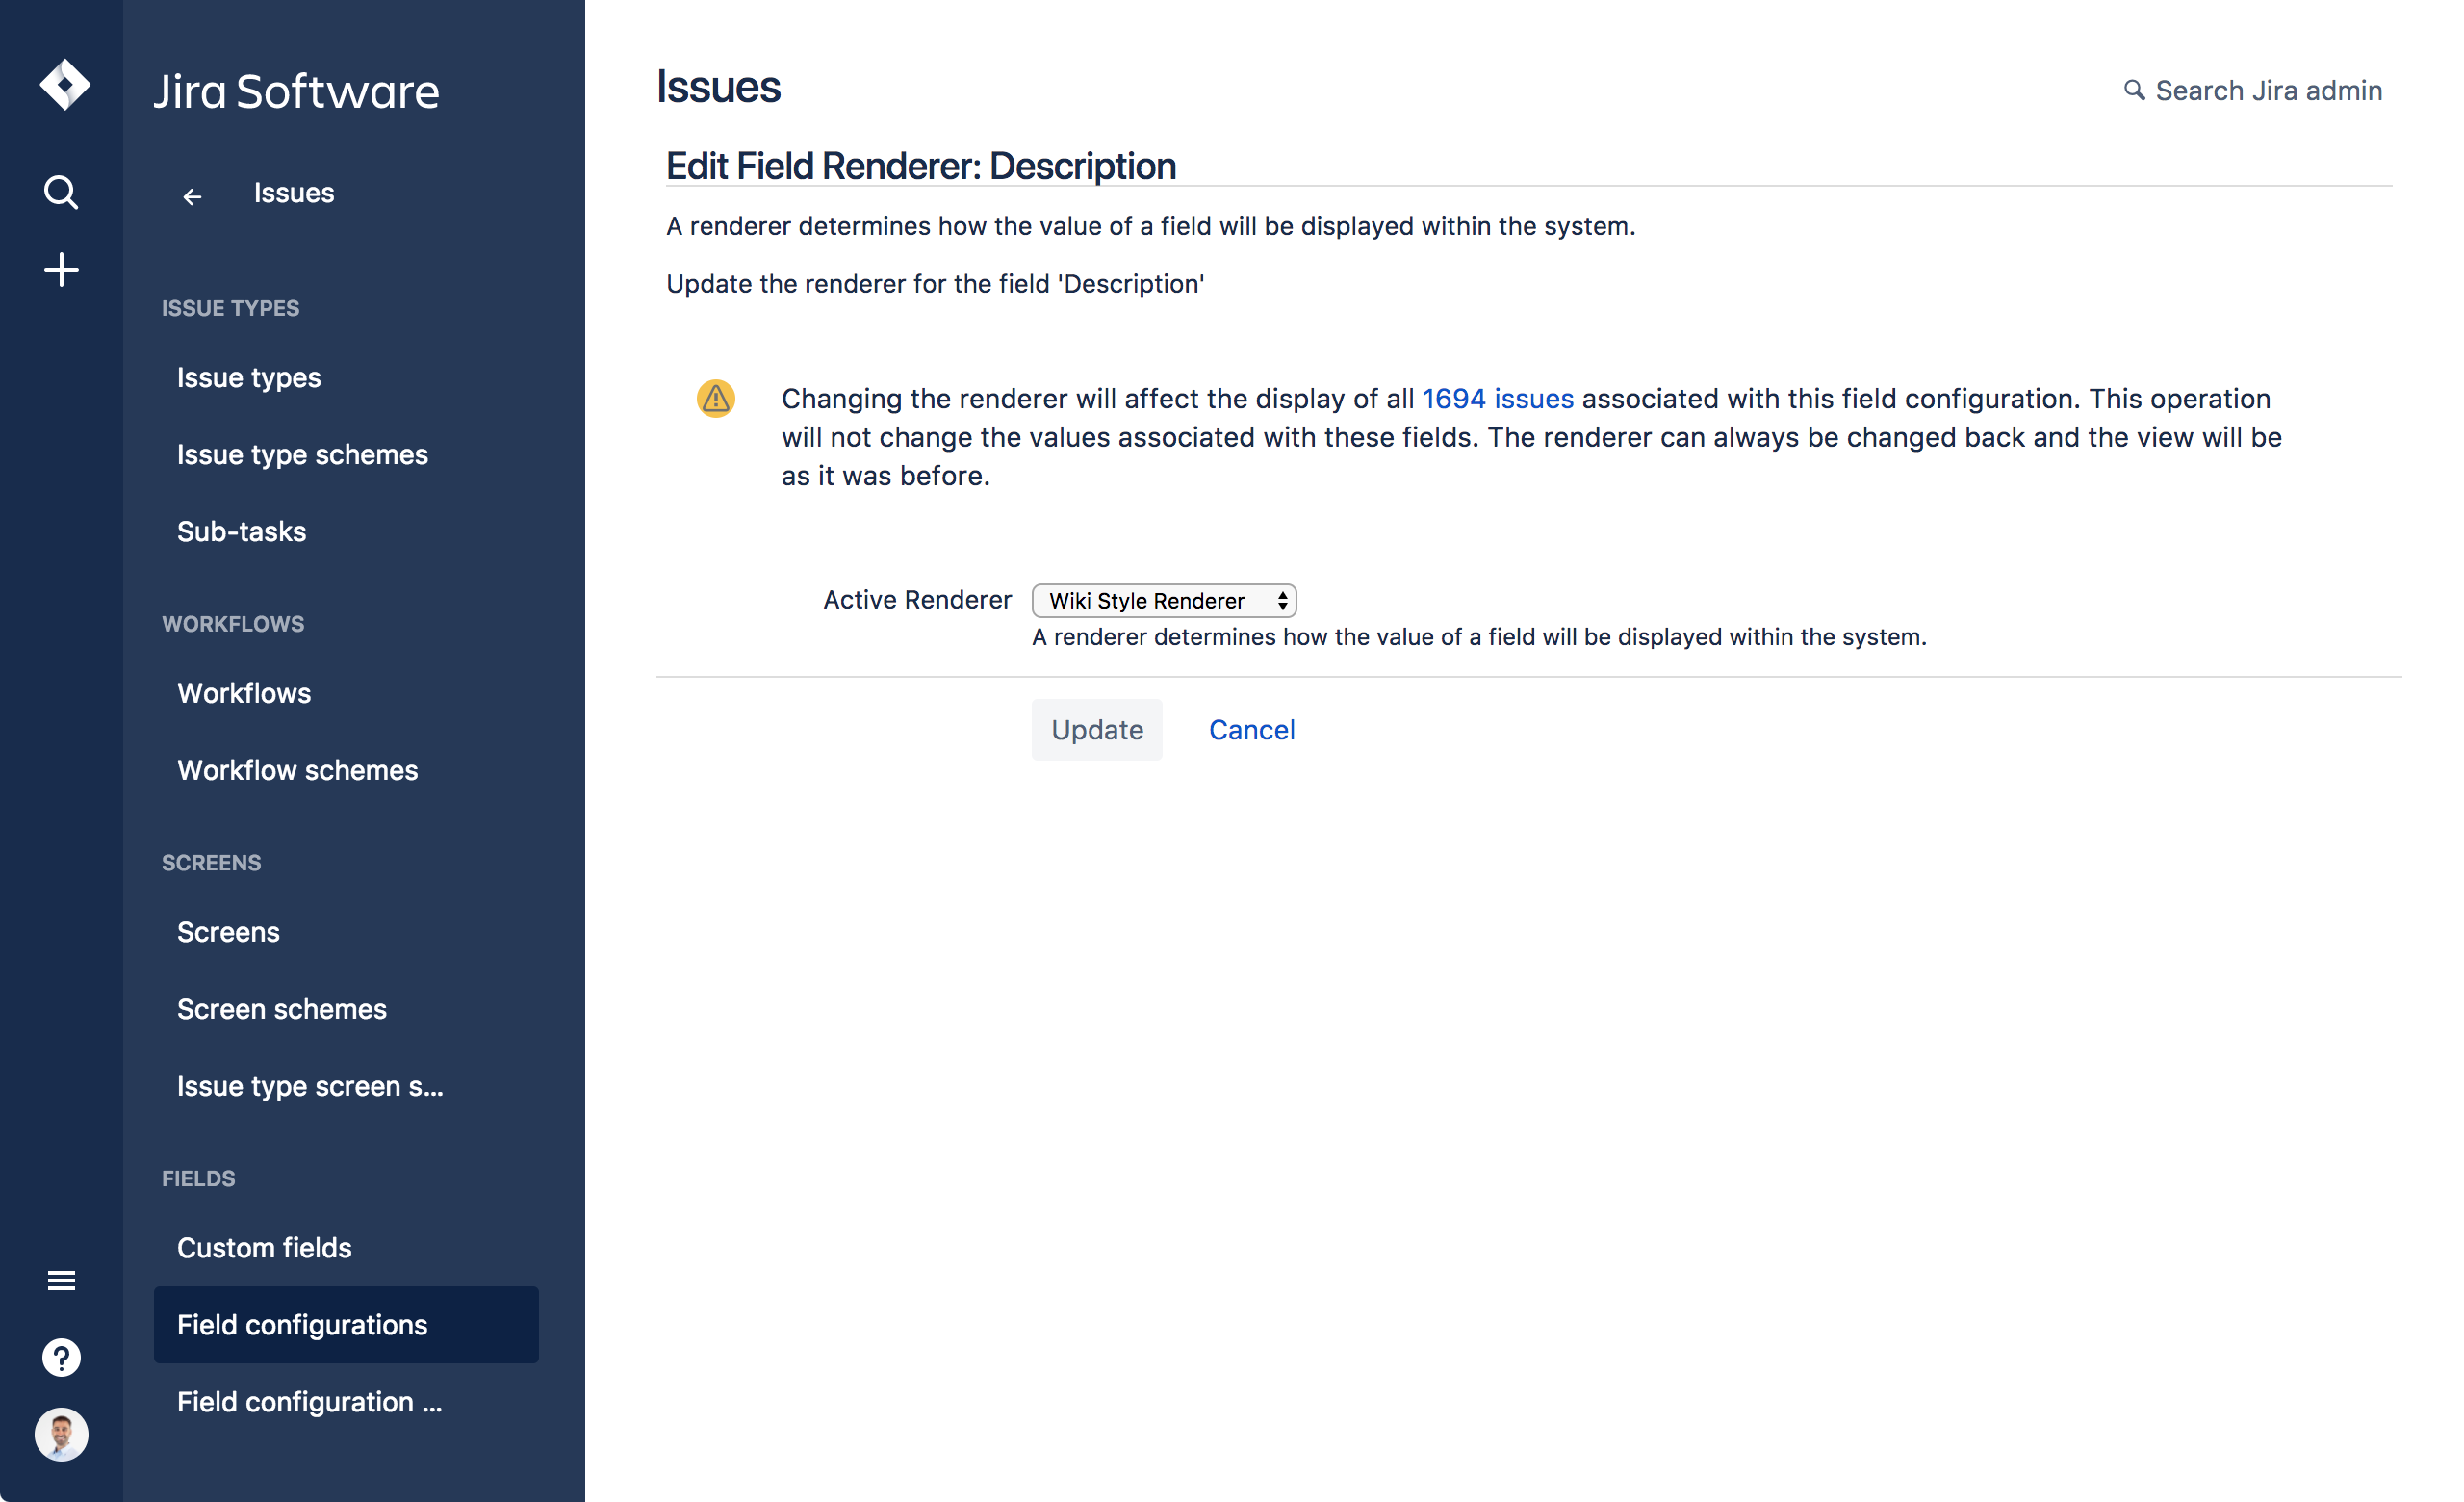 Jira Software
Issues
ISSUE TYPES
Issue types
Issue type schemes
Sub-tasks
WORKFLOWS
Workflows
Workflow schemes
SCREENS
Screens
Screen schemes
Issue type screen s...
FIELDS
Custom fields
Field configurations
Field configuration ...
Issues
Search Jira admin
Edit Field Renderer: Description
A renderer determines how the value of a field will be displayed within the system.
Update the renderer for the field 'Description'
Changing the renderer will affect the display of all 1694 issues associated with this field configuration. This operation
will not change the values associated with these fields. The renderer can always be changed back and the view will be
as it was before.
Active Renderer Wiki Style Renderer
A renderer determines how the value of a field will be displayed within the system.
Update Cancel